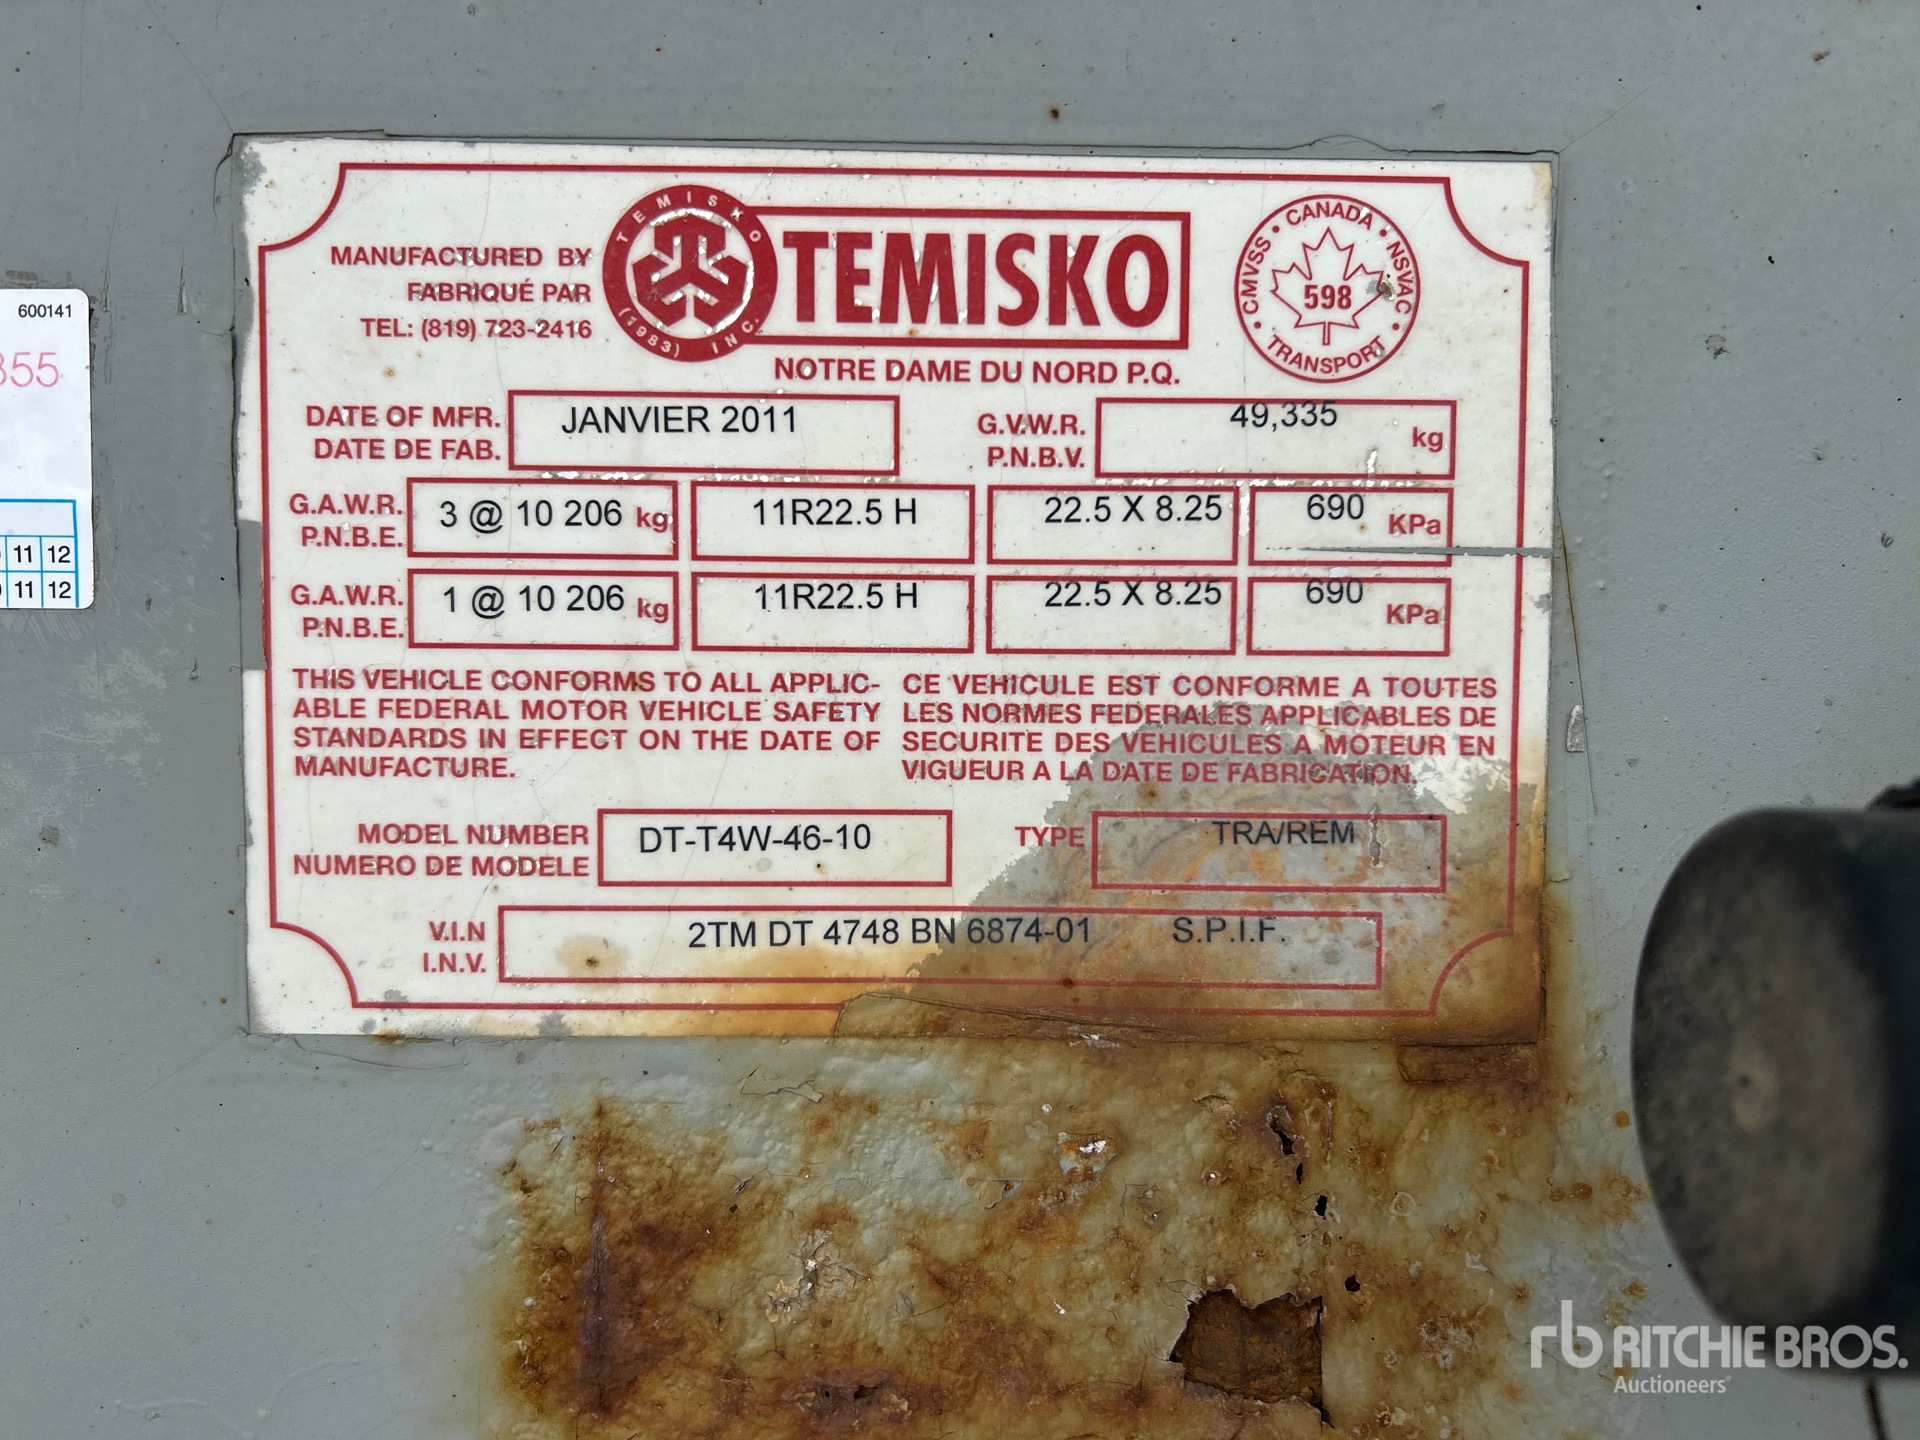 600141
355
11 12
11 12
MANUFACTURED BY
FABRIQUÉ PAR
TEL: (819) 723-2416
TEMISKO (1983) INC.
TEMISKO
NOTRE DAME DU NORD P.Q.
CANADA
CMVSS • NSVAC
598
TRANSPORT
DATE OF MFR.
DATE DE FAB.
JANVIER 2011
G.V.W.R.
P.N.B.V.
49,335 kg
G.A.W.R.
P.N.B.E.
3 @ 10 206 kg
11R22.5 H
22.5 X 8.25
690 KPa
G.A.W.R.
P.N.B.E.
1 @ 10 206 kg
11R22.5 H
22.5 X 8.25
690 KPa
THIS VEHICLE CONFORMS TO ALL APPLIC-
ABLE FEDERAL MOTOR VEHICLE SAFETY
STANDARDS IN EFFECT ON THE DATE OF
MANUFACTURE.
CE VEHICULE EST CONFORME A TOUTES
LES NORMES FEDERALES APPLICABLES DE
SECURITE DES VEHICULES A MOTEUR EN
VIGUEUR A LA DATE DE FABRICATION.
MODEL NUMBER
NUMERO DE MODELE
DT-T4W-46-10
TYPE
TRA/REM
V.I.N
I.N.V.
2TM DT 4748 BN 6874-01 S.P.I.F.
rb RITCHIE BROS.
Auctioneers